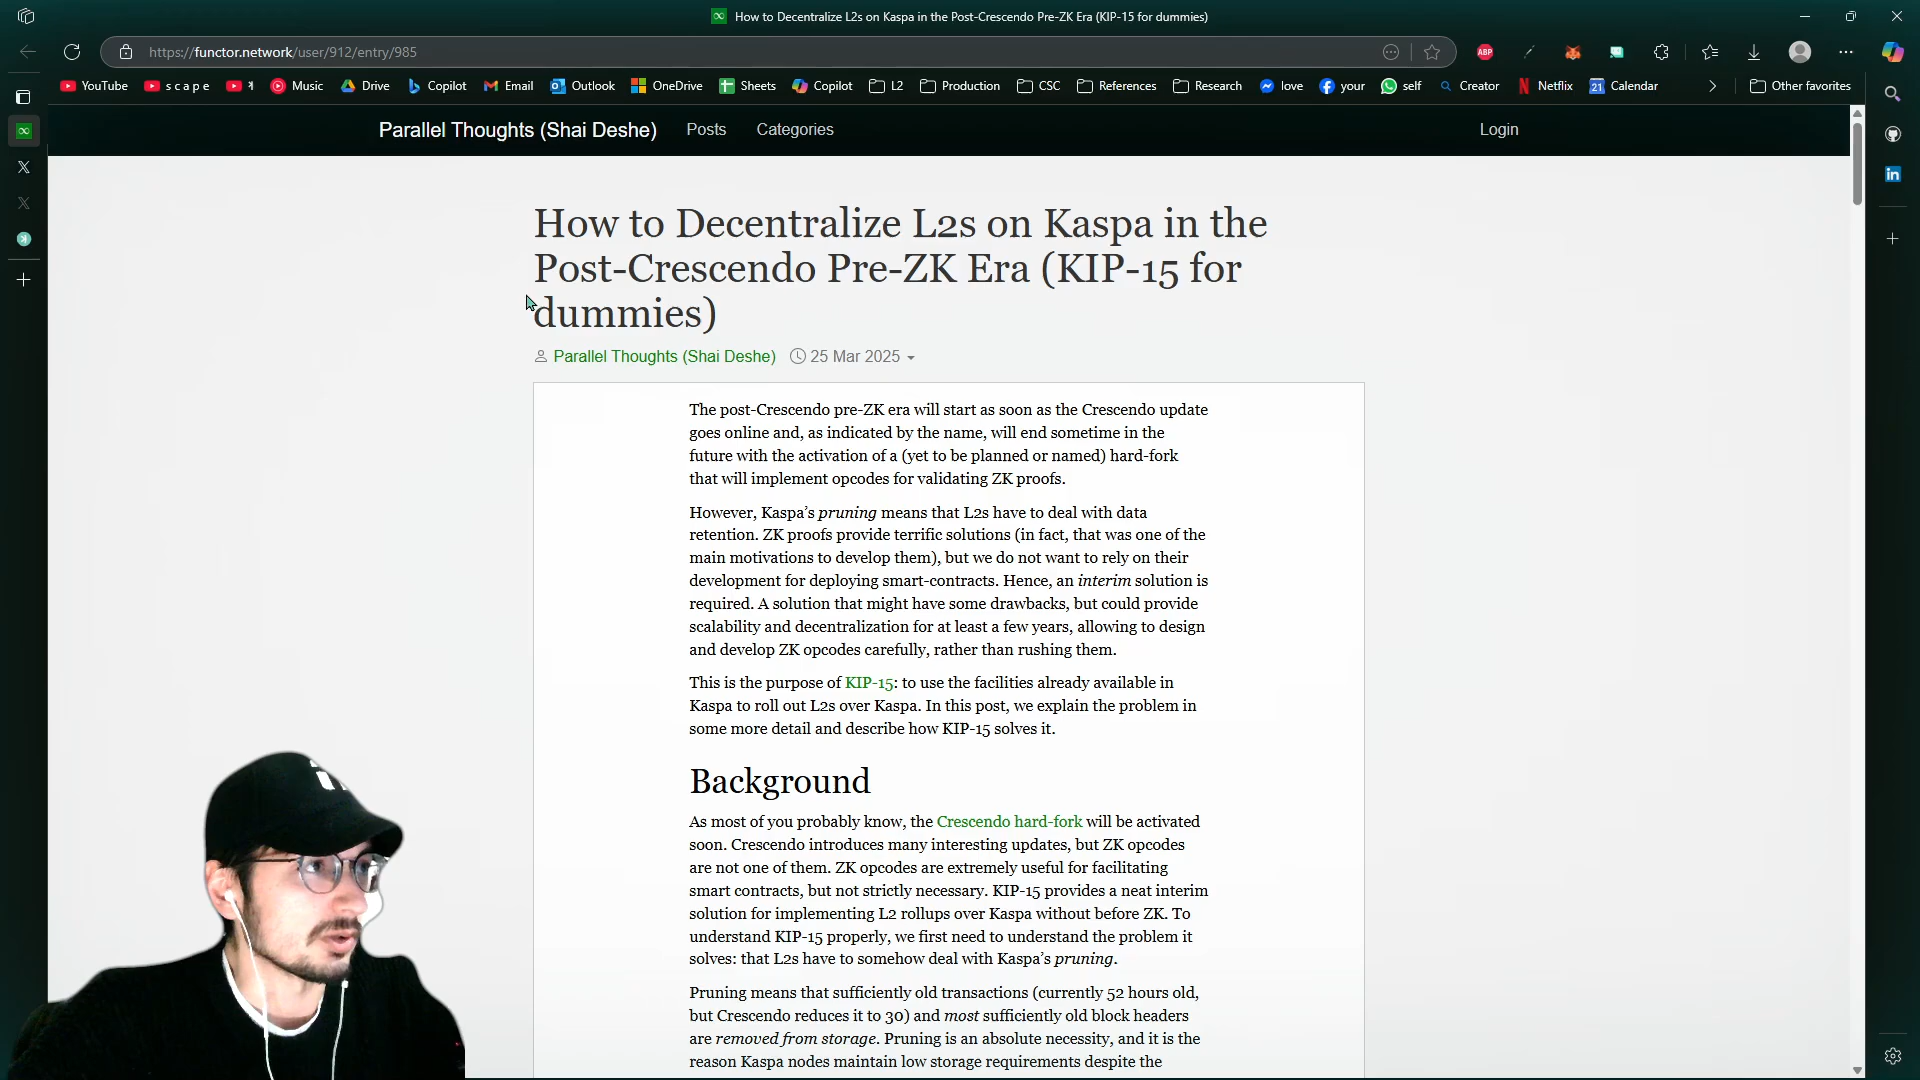 How to Decentralize L2s on Kaspa in the Post-Crescendo Pre-ZK Era (KIP-15 for dummies)
https://functor.network/user/912/entry/985
YouTube
s c a p e
Music
Drive
Copilot
Email
Outlook
OneDrive
Sheets
Copilot
L2
Production
CSC
References
Research
love
your
self
Creator
Netflix
Calendar
Other favorites
Parallel Thoughts (Shai Deshe)
Posts
Categories
Login
How to Decentralize L2s on Kaspa in the
Post-Crescendo Pre-ZK Era (KIP-15 for
dummies)
Parallel Thoughts (Shai Deshe) 25 Mar 2025
The post-Crescendo pre-ZK era will start as soon as the Crescendo update
goes online and, as indicated by the name, will end sometime in the
future with the activation of a (yet to be planned or named) hard-fork
that will implement opcodes for validating ZK proofs.
However, Kaspa's pruning means that L2s have to deal with data
retention. ZK proofs provide terrific solutions (in fact, that was one of the
main motivations to develop them), but we do not want to rely on their
development for deploying smart-contracts. Hence, an interim solution is
required. A solution that might have some drawbacks, but could provide
scalability and decentralization for at least a few years, allowing to design
and develop ZK opcodes carefully, rather than rushing them.
This is the purpose of KIP-15: to use the facilities already available in
Kaspa to roll out L2s over Kaspa. In this post, we explain the problem in
some more detail and describe how KIP-15 solves it.
Background
As most of you probably know, the Crescendo hard-fork will be activated
soon. Crescendo introduces many interesting updates, but ZK opcodes
are not one of them. ZK opcodes are extremely useful for facilitating
smart contracts, but not strictly necessary. KIP-15 provides a neat interim
solution for implementing L2 rollups over Kaspa without before ZK. To
understand KIP-15 properly, we first need to understand the problem it
solves: that L2s have to somehow deal with Kaspa's pruning.
Pruning means that sufficiently old transactions (currently 52 hours old,
but Crescendo reduces it to 30) and most sufficiently old block headers
are removed from storage. Pruning is an absolute necessity, and it is the
reason Kaspa nodes maintain low storage requirements despite the